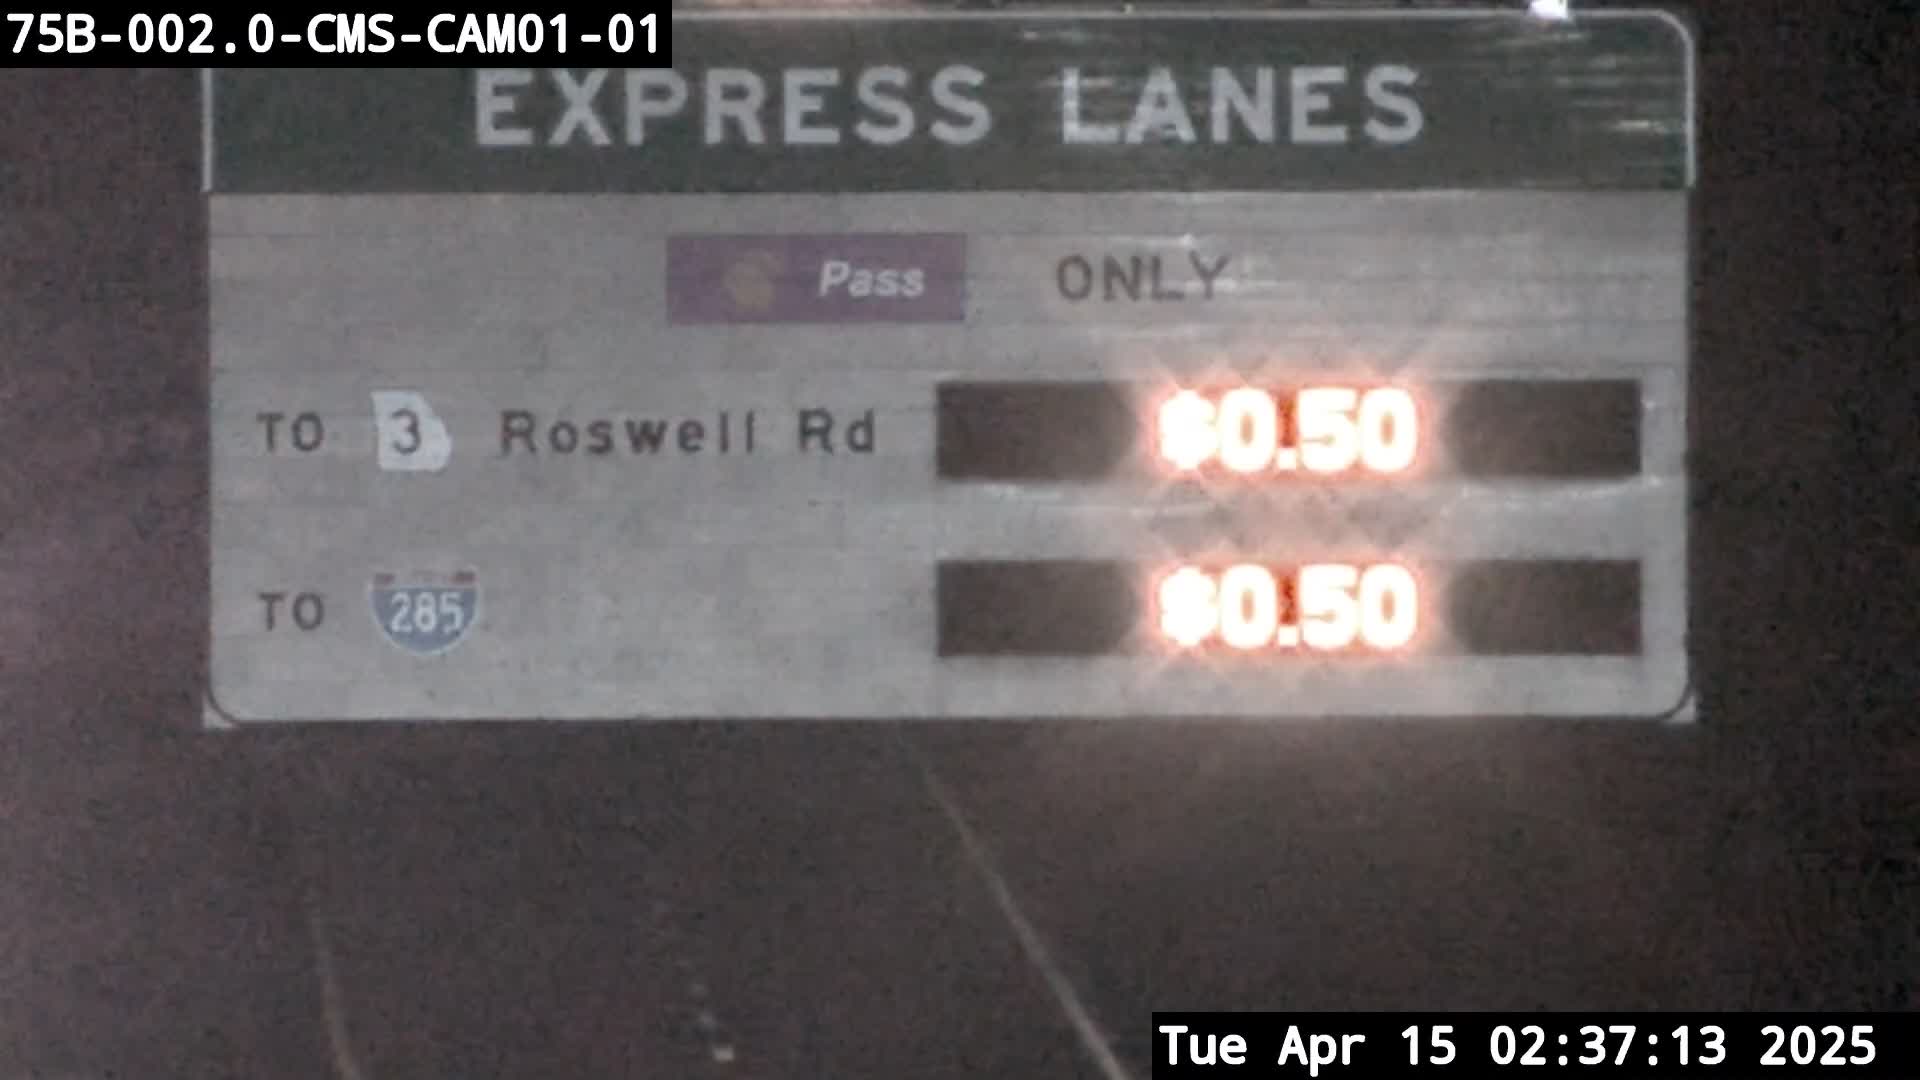 75B-002.0-CMS-CAM01-01
EXPRESS LANES
Pass ONLY
TO 3 Roswell Rd $0.50
TO 285 $0.50
Tue Apr 15 02:37:13 2025